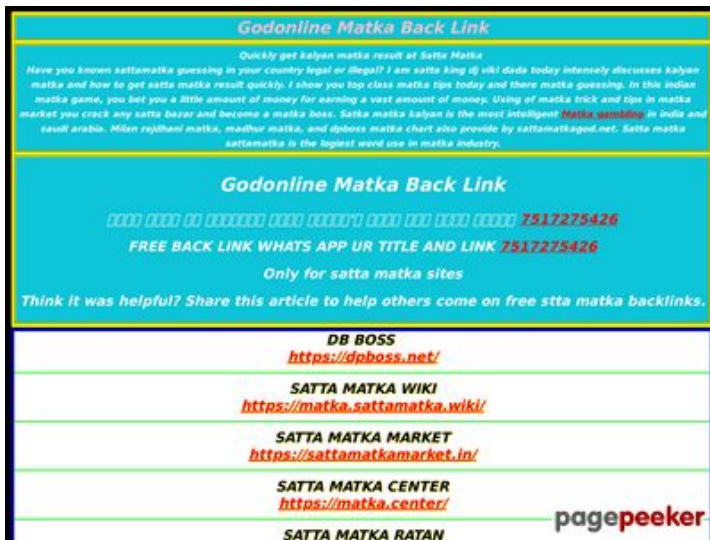 Godonline Matka Back Link
Quickly get kalyan matka result at Satta Matka
Have you known sattamatka guessing in your country legal or illegal? I am satta king dj viki dada today intensely discusses kalyan
matka and how to get satta matka result quickly. I show you top class matka tips today and there matka guessing. In this indian
matka game, you bet you a little amount of money for earning a vast amount of money. Using of matka trick and tips in matka
market you crack any satta bazar and become a matka boss. Satka matka kalyan is the most intelligent Matka gambling in india and
saudi arabia. Milan rajdhani matka, madhur matka, and dpboss matka chart also provide by sattamatkagod.net. Satta matka
sattamatka is the logiest word use in matka industry.
Godonline Matka Back Link
7517275426
FREE BACK LINK WHATS APP UR TITLE AND LINK 7517275426
Only for satta matka sites
Think it was helpful? Share this article to help others come on free stta matka backlinks.
DB BOSS
https://dpboss.net/
SATTA MATKA WIKI
https://matka.sattamatka.wiki/
SATTA MATKA MARKET
https://sattamatkamarket.in/
SATTA MATKA CENTER
https://matka.center/
SATTA MATKA RATAN
pagepeeker